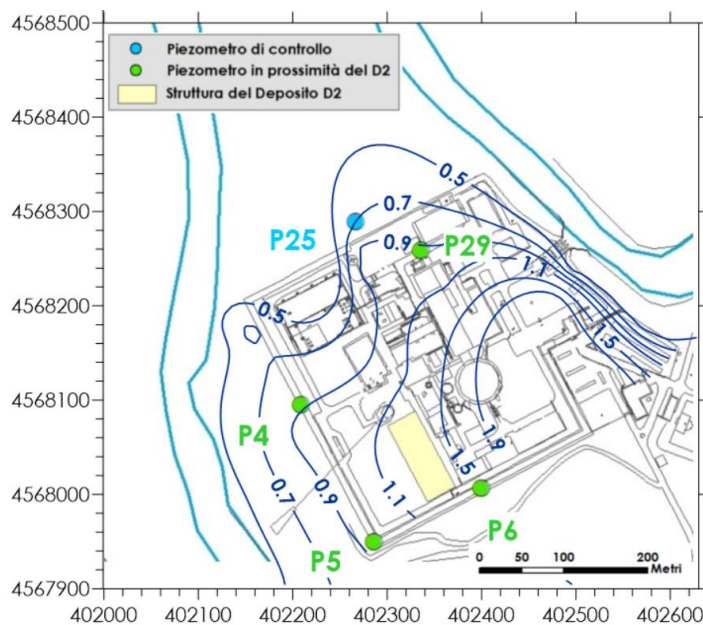 4568500
Piezometro di controllo
Piezometro in prossimità del D2
Struttura del Deposito D2
4568400
0.5
4568300
0.7
P25
0.9
P29
1.1
4568200
0.5
1.5
4568100
P4
1.5
1.9
4568000
0.7
0.9
1.1
P6
P5
0 50 100 200
Metri
4567900
402000 402100 402200 402300 402400 402500 402600